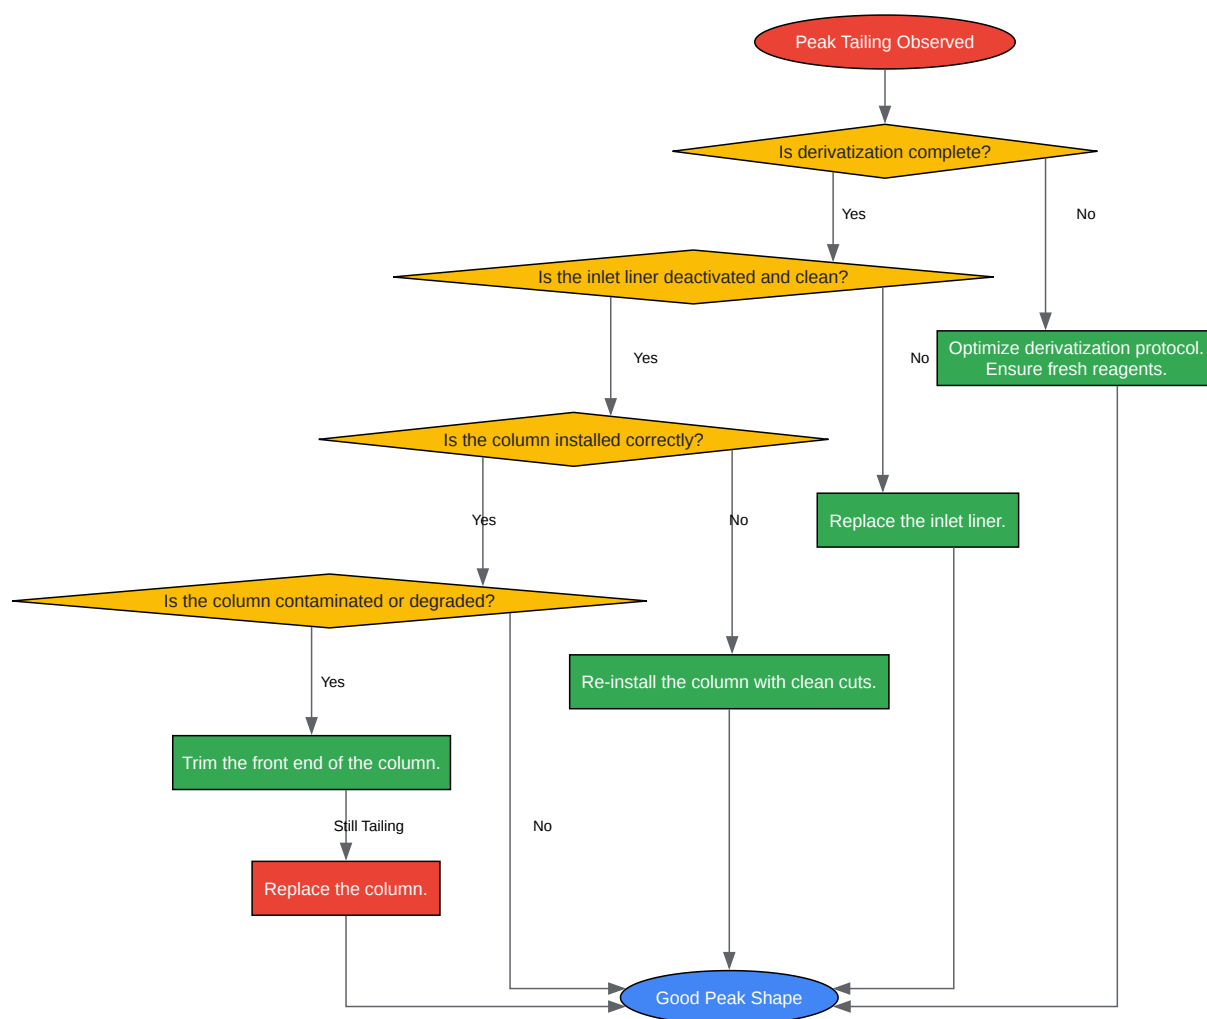 Peak Tailing Observed
Is derivatization complete?
Yes
No
Is the inlet liner deactivated and clean?
Yes
No
Optimize derivatization protocol.
Ensure fresh reagents.
Is the column installed correctly?
Yes
No
Replace the inlet liner.
Is the column contaminated or degraded?
Yes
Re-install the column with clean cuts.
Trim the front end of the column.
Still Tailing
No
Replace the column.
Good Peak Shape